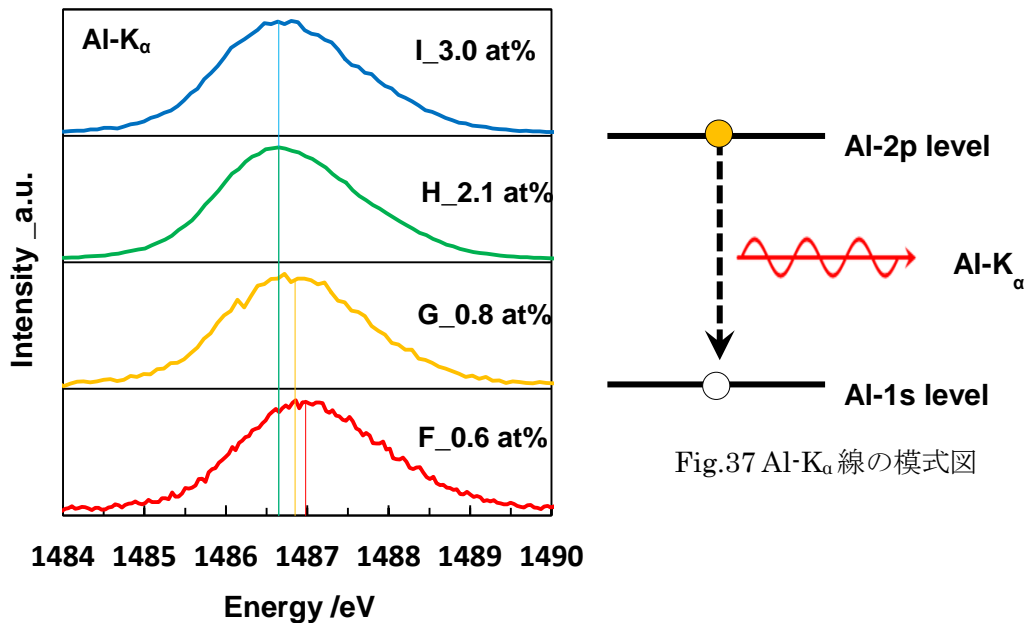 Al-Kα
I_3.0 at%
H_2.1 at%
G_0.8 at%
F_0.6 at%
Intensity _a.u.
1484 1485 1486 1487 1488 1489 1490
Energy /eV
Al-2p level
Al-Kα
Al-1s level
Fig.37 Al-Kα線の模式図